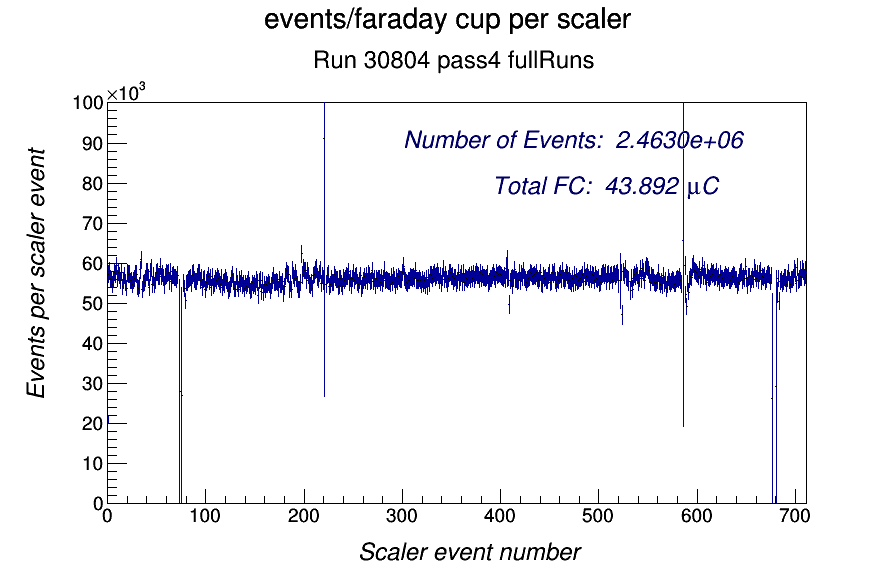 events/faraday cup per scaler
Run 30804 pass4 fullRuns
×10³
100
90
80
70
60
50
40
30
20
10
0
Events per scaler event
Number of Events: 2.4630e+06
Total FC: 43.892 μC
0 100 200 300 400 500 600 700
Scaler event number